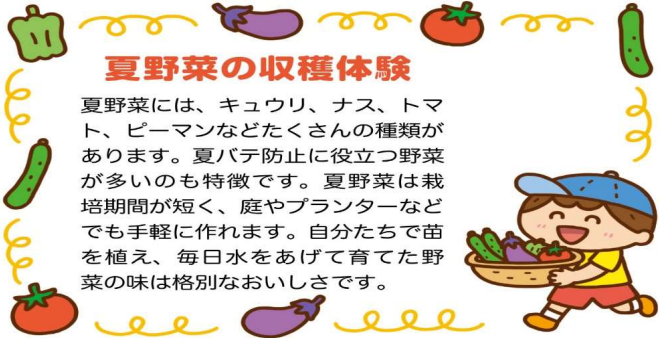 夏野菜の収穫体験
夏野菜には、キュウリ、ナス、トマ
ト、ピーマンなどたくさんの種類が
あります。夏バテ防止に役立つ野菜
が多いのも特徴です。夏野菜は栽
培期間が短く、庭やプランターなど
でも手軽に作れます。自分たちで苗
を植え、毎日水をあげて育てた野
菜の味は格別なおいしさです。